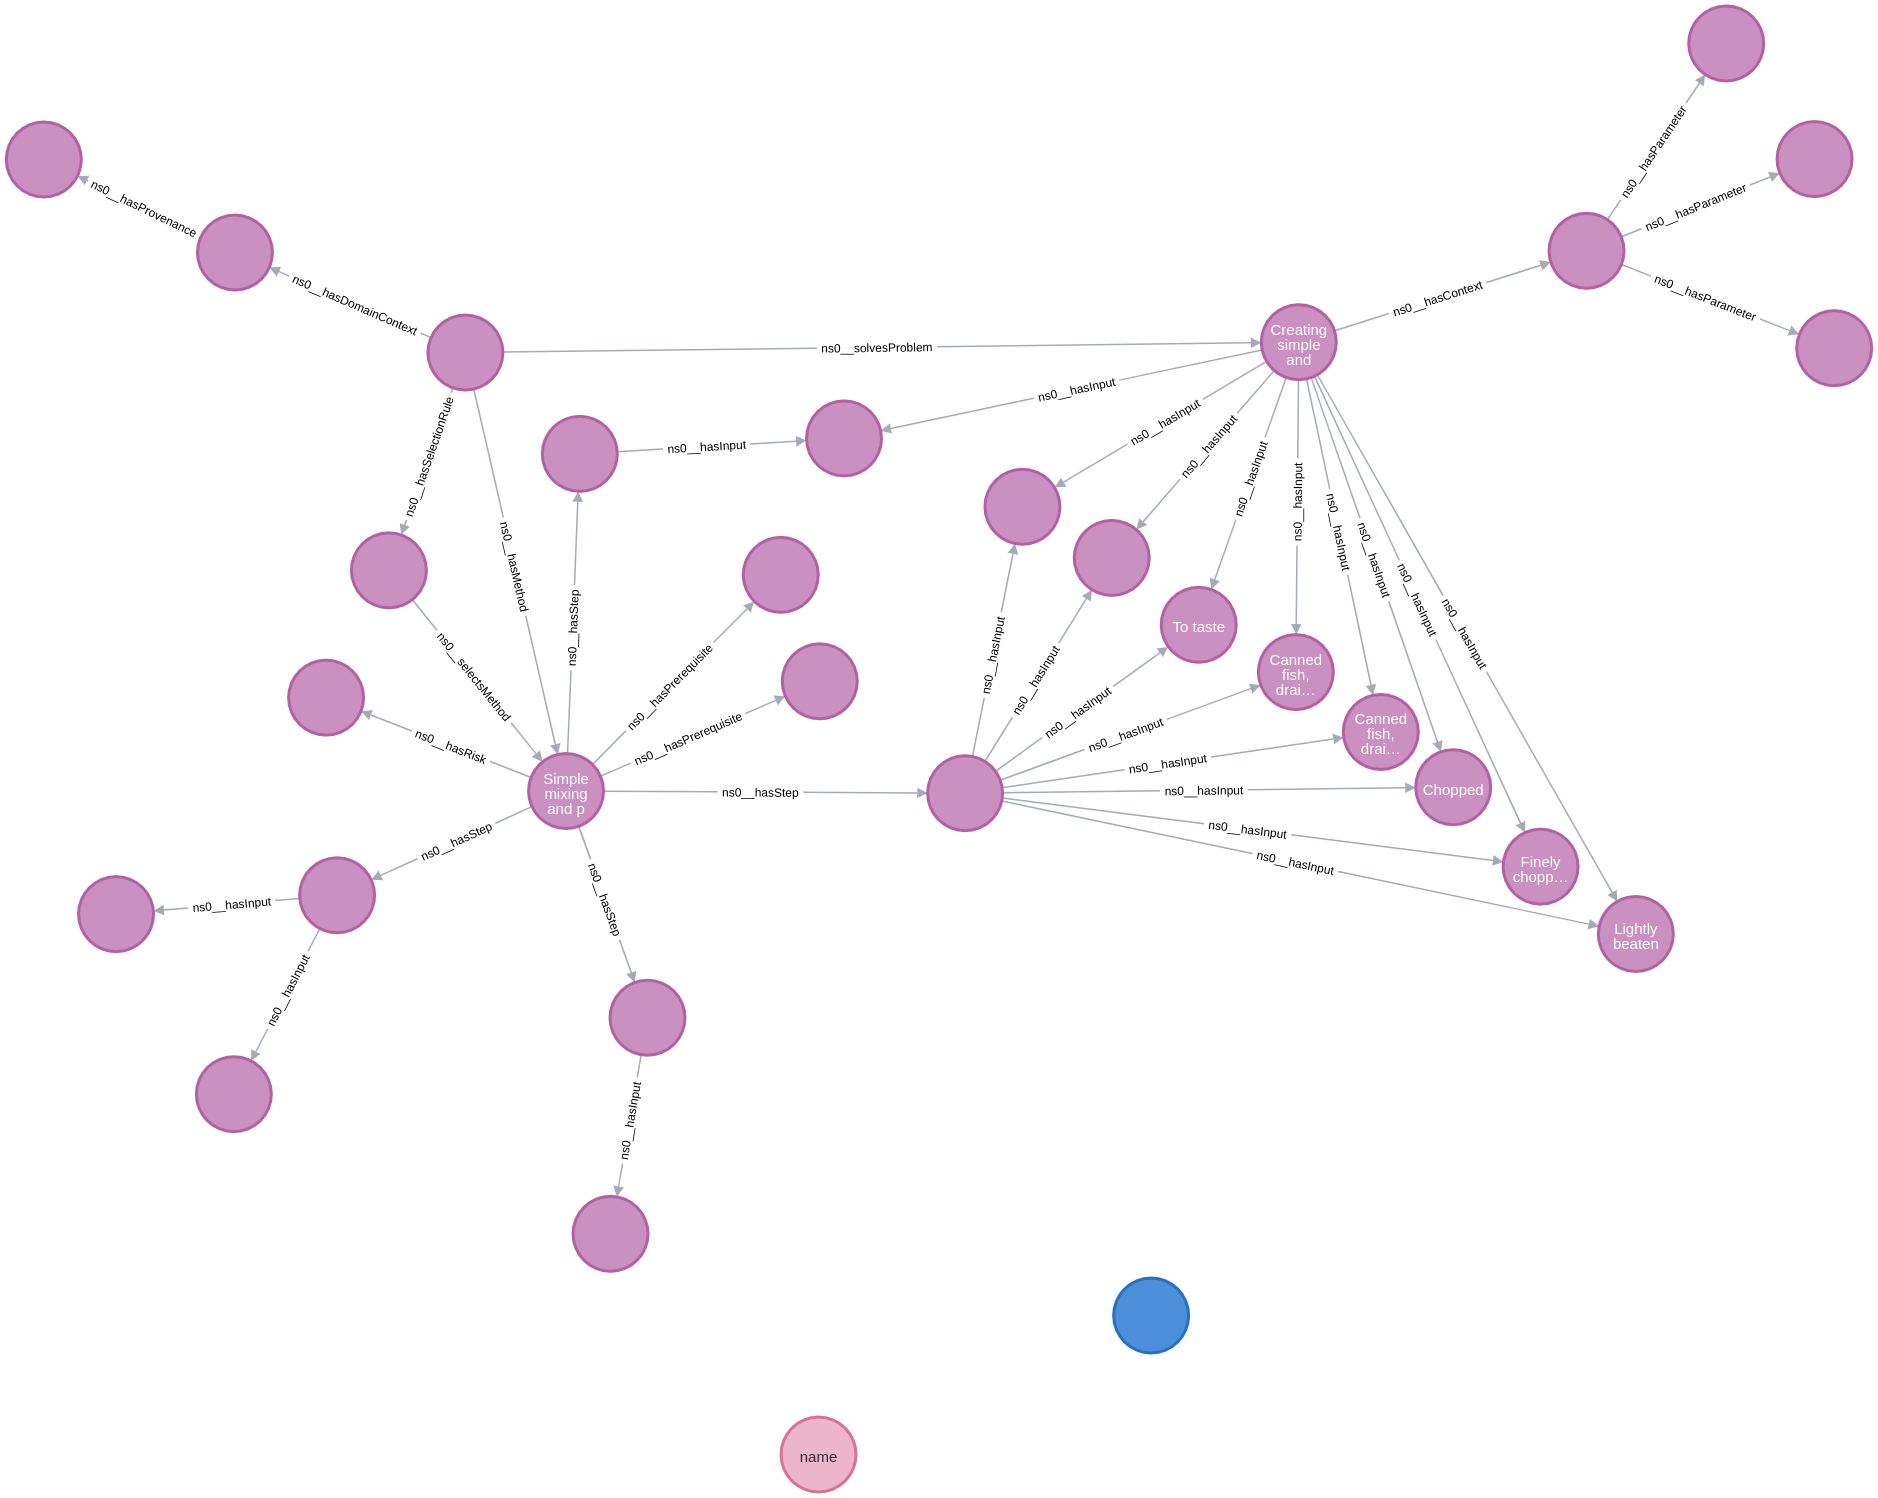 ns0__hasParameter
ns0__hasParameter
ns0__hasParameter
ns0__hasProvenance
ns0__hasDomainContext
ns0__hasContext
ns0__solvesProblem
Creating
simple
and
ns0__hasInput
ns0__hasInput
ns0__hasInput
ns0__hasInput
ns0__hasInput
ns0__hasInput
ns0__hasInput
ns0__hasInput
ns0__hasInput
ns0__hasInput
ns0__hasSelectionRule
ns0__hasMethod
ns0__hasStep
ns0__selectsMethod
ns0__hasPrerequisite
ns0__hasPrerequisite
ns0__hasRisk
ns0__hasInput
ns0__hasInput
ns0__hasInput
ns0__hasInput
ns0__hasInput
ns0__hasInput
ns0__hasInput
ns0__hasInput
To taste
Canned
fish,
drai…
Canned
fish,
drai…
Chopped
Finely
chopp…
Lightly
beaten
Simple
mixing
and p
ns0__hasStep
ns0__hasStep
ns0__hasStep
ns0__hasInput
ns0__hasInput
ns0__hasInput
name